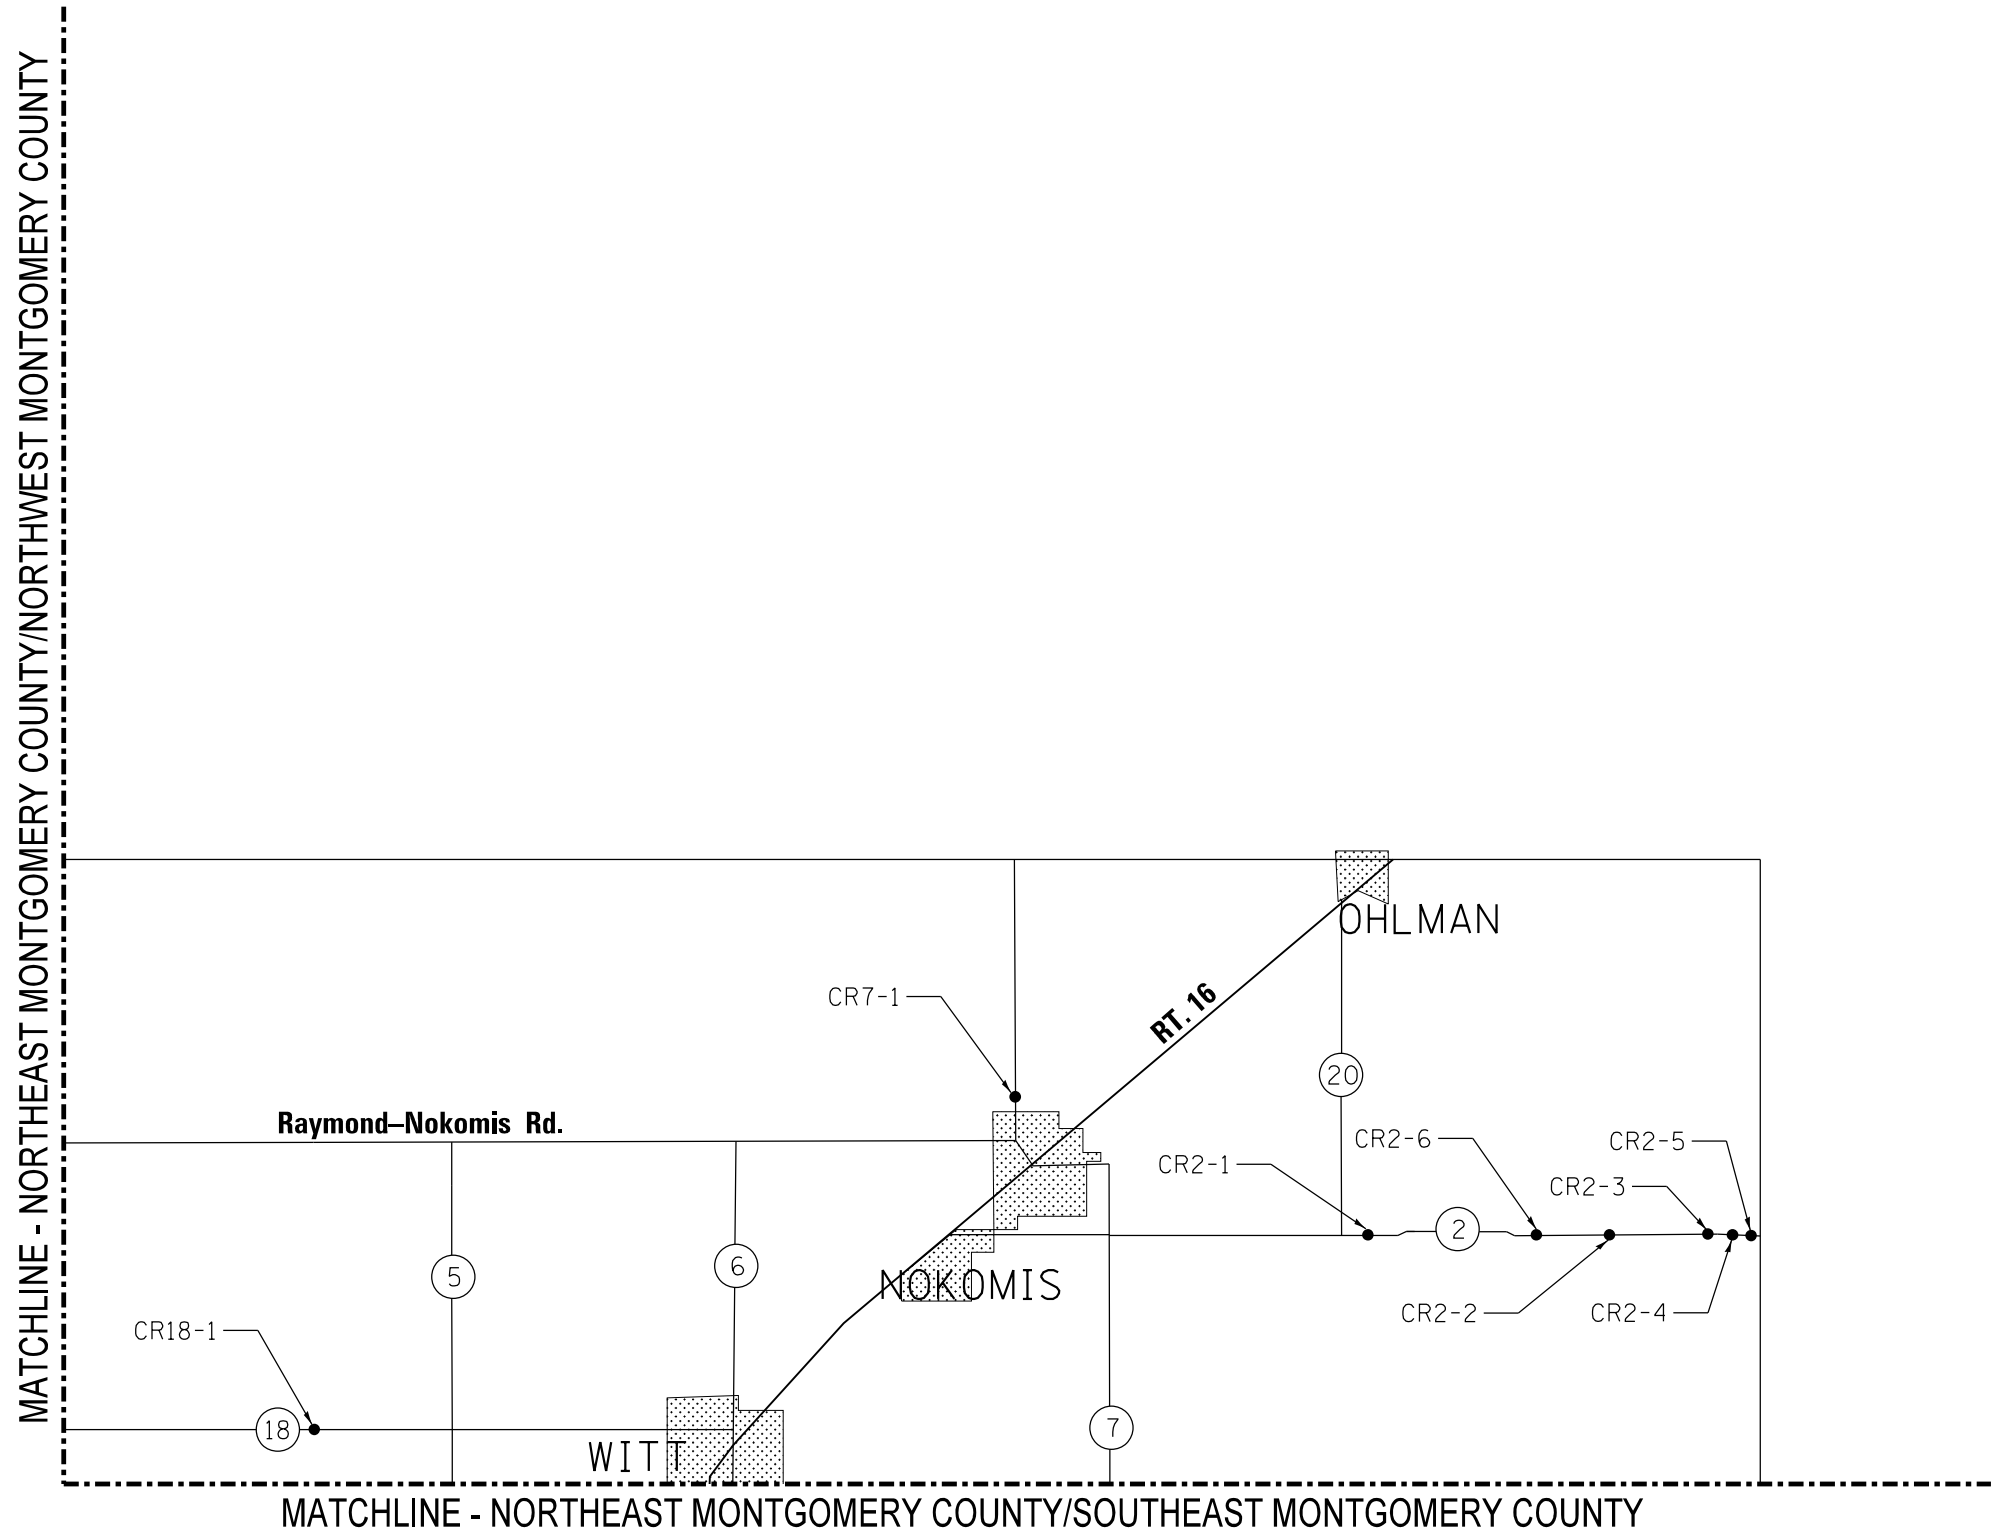 MATCHLINE - NORTHEAST MONTGOMERY COUNTY/NORTHWEST MONTGOMERY COUNTY
OHLMAN
CR7-1
RT. 16
20
Raymond–Nokomis Rd.
CR2-6
CR2-5
CR2-1
CR2-3
2
6
5
NOKOMIS
CR2-2
CR2-4
CR18-1
18
7
WITT
MATCHLINE - NORTHEAST MONTGOMERY COUNTY/SOUTHEAST MONTGOMERY COUNTY